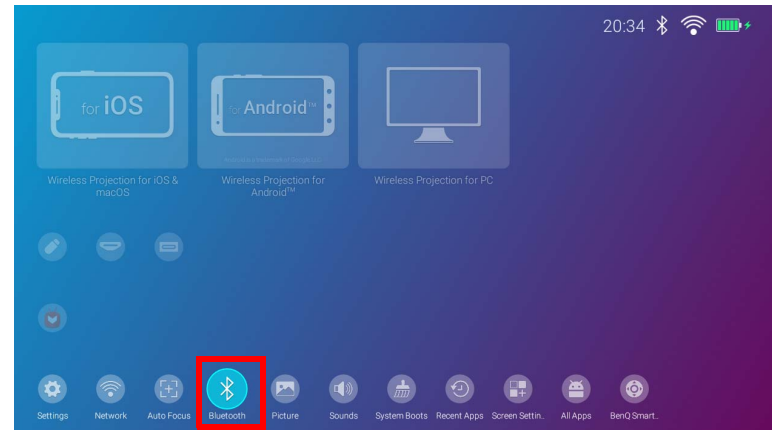 20:34
for iOS
for Android™
Wireless Projection for iOS &
macOS
Wireless Projection for
Android™
Wireless Projection for PC
Settings
Network
Auto Focus
Bluetooth
Picture
Sounds
System Boots
Recent Apps
Screen Settin..
All Apps
BenQ Smart..